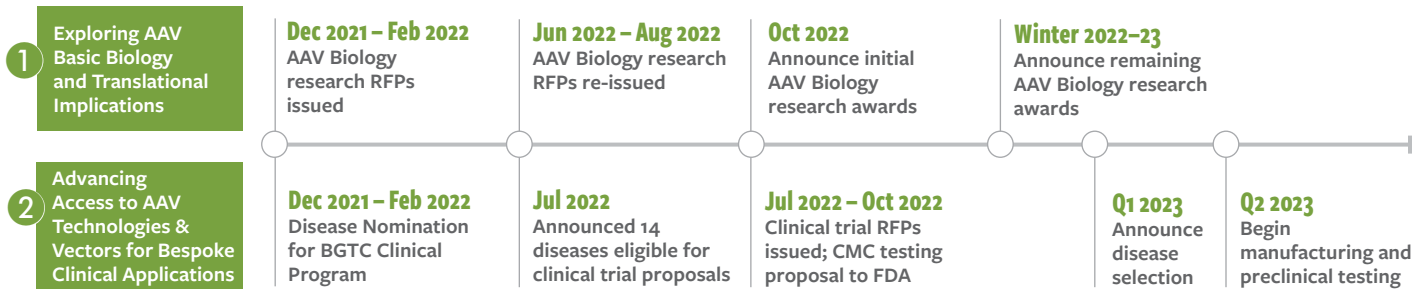 1
Exploring AAV
Basic Biology
and Translational
Implications
Dec 2021 – Feb 2022
AAV Biology
research RFPs
issued
Jun 2022 – Aug 2022
AAV Biology research
RFPs re-issued
Oct 2022
Announce initial
AAV Biology
research awards
Winter 2022–23
Announce remaining
AAV Biology research
awards
2
Advancing
Access to AAV
Technologies &
Vectors for Bespoke
Clinical Applications
Dec 2021 – Feb 2022
Disease Nomination
for BGTC Clinical
Program
Jul 2022
Announced 14
diseases eligible for
clinical trial proposals
Jul 2022 – Oct 2022
Clinical trial RFPs
issued; CMC testing
proposal to FDA
Q1 2023
Announce
disease
selection
Q2 2023
Begin
manufacturing and
preclinical testing